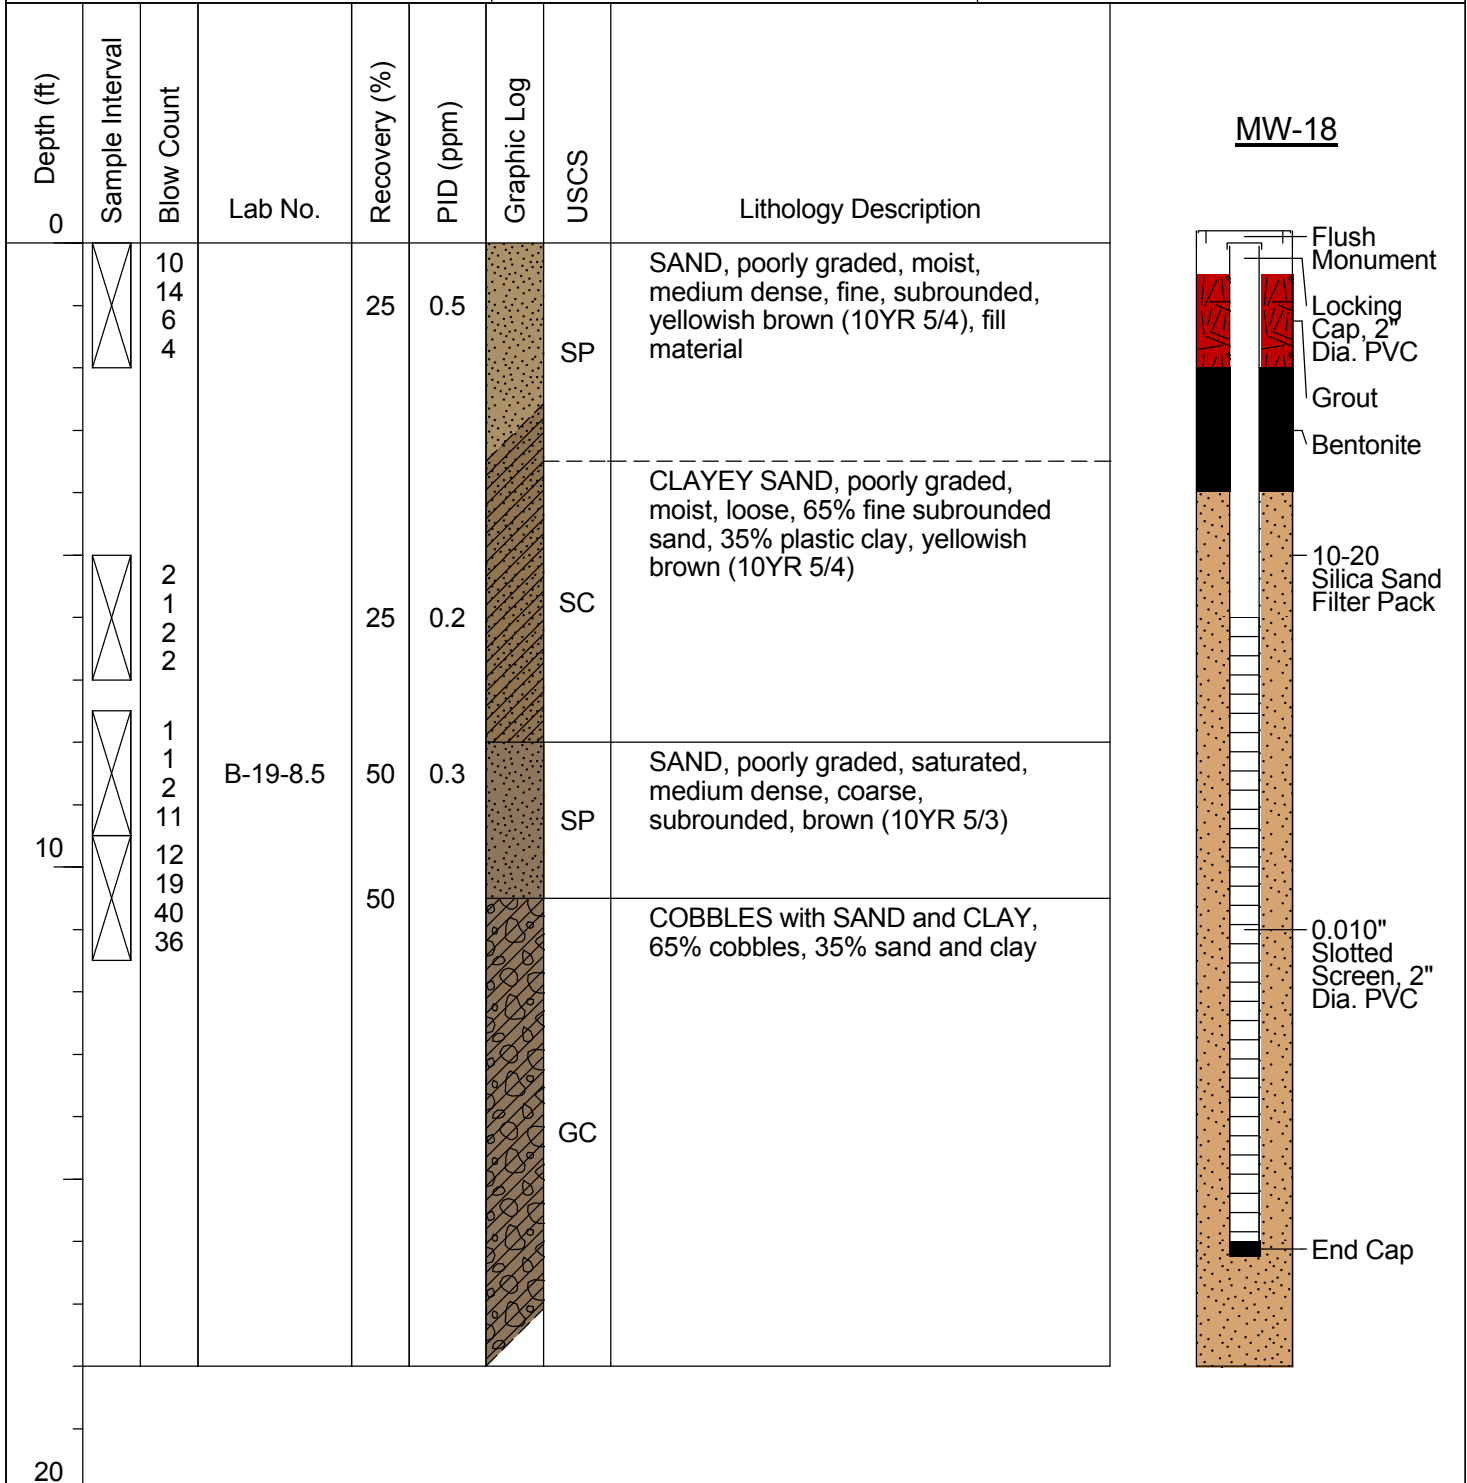 Depth (ft)
Sample Interval
Blow Count
Lab No.
Recovery (%)
PID (ppm)
Graphic Log
USCS
Lithology Description
MW-18
0
10
14
6
4
25
0.5
SP
SAND, poorly graded, moist,
medium dense, fine, subrounded,
yellowish brown (10YR 5/4), fill
material
CLAYEY SAND, poorly graded,
moist, loose, 65% fine subrounded
sand, 35% plastic clay, yellowish
brown (10YR 5/4)
2
1
2
2
25
0.2
SC
1
1
2
11
B-19-8.5
50
0.3
SP
SAND, poorly graded, saturated,
medium dense, coarse,
subrounded, brown (10YR 5/3)
10
12
19
40
36
50
COBBLES with SAND and CLAY,
65% cobbles, 35% sand and clay
GC
20
Flush
Monument
Locking
Cap, 2"
Dia. PVC
Grout
Bentonite
10-20
Silica Sand
Filter Pack
0.010"
Slotted
Screen, 2"
Dia. PVC
End Cap